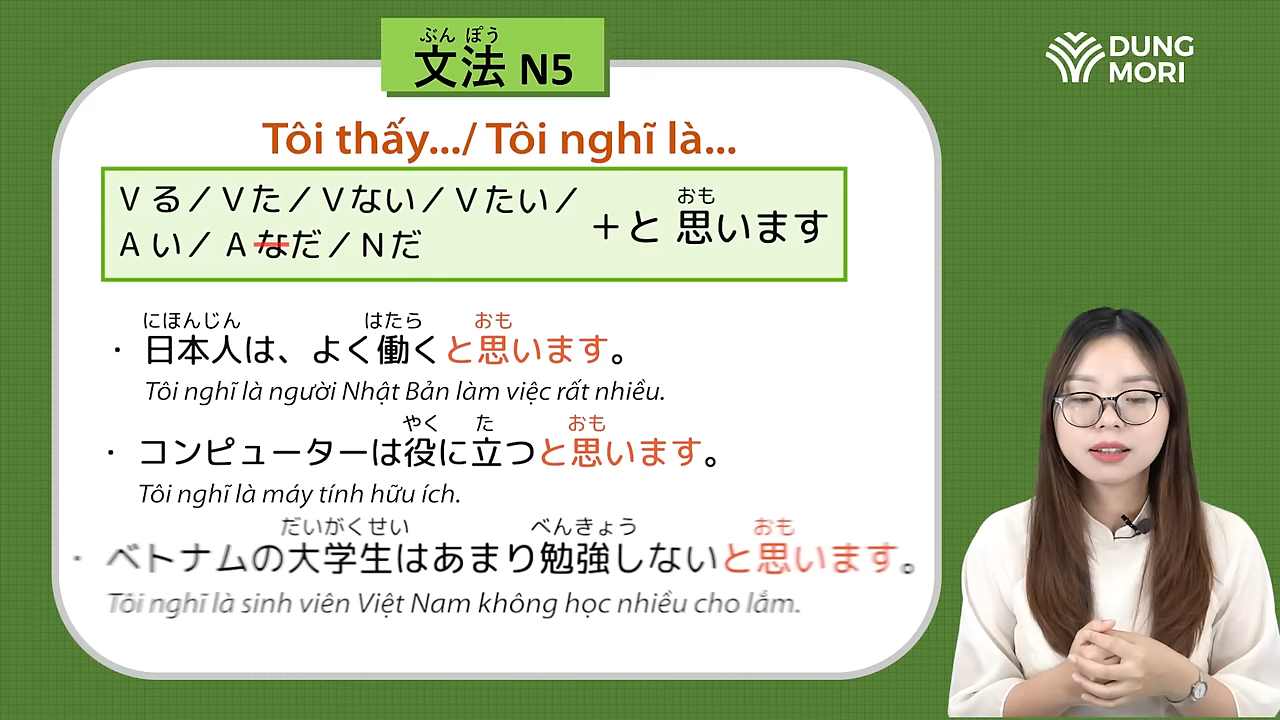 ぶん ぽう
文法 N5
DUNG
MORI
Tôi thấy.../ Tôi nghĩ là...
Vる／Vた／Vない／Vたい／
Aい／Aなだ／Nだ
おも
＋と 思います
にほんじん はたら おも
・日本人は、よく働くと思います。
Tôi nghĩ là người Nhật Bản làm việc rất nhiều.
やく た おも
・コンピューターは役に立つと思います。
Tôi nghĩ là máy tính hữu ích.
だいがくせい べんきょう おも
・ベトナムの大学生はあまり勉強しないと思います。
Tôi nghĩ là sinh viên Việt Nam không học nhiều cho lắm.